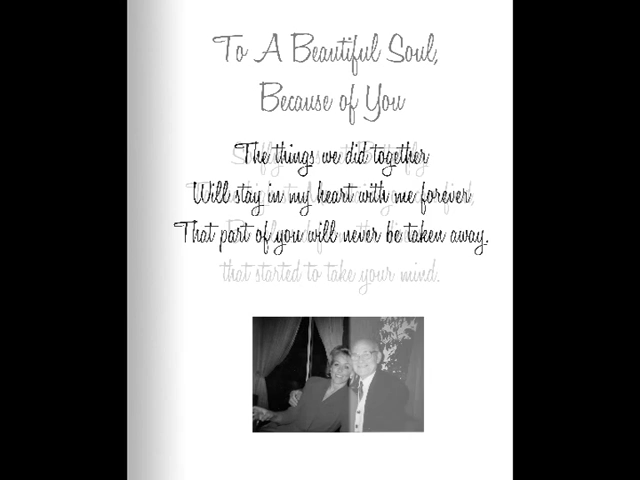 To A Beautiful Soul,
Because of You
The things we did together
Will stay in my heart with me forever
That part of you will never be taken away.
that started to take your mind.